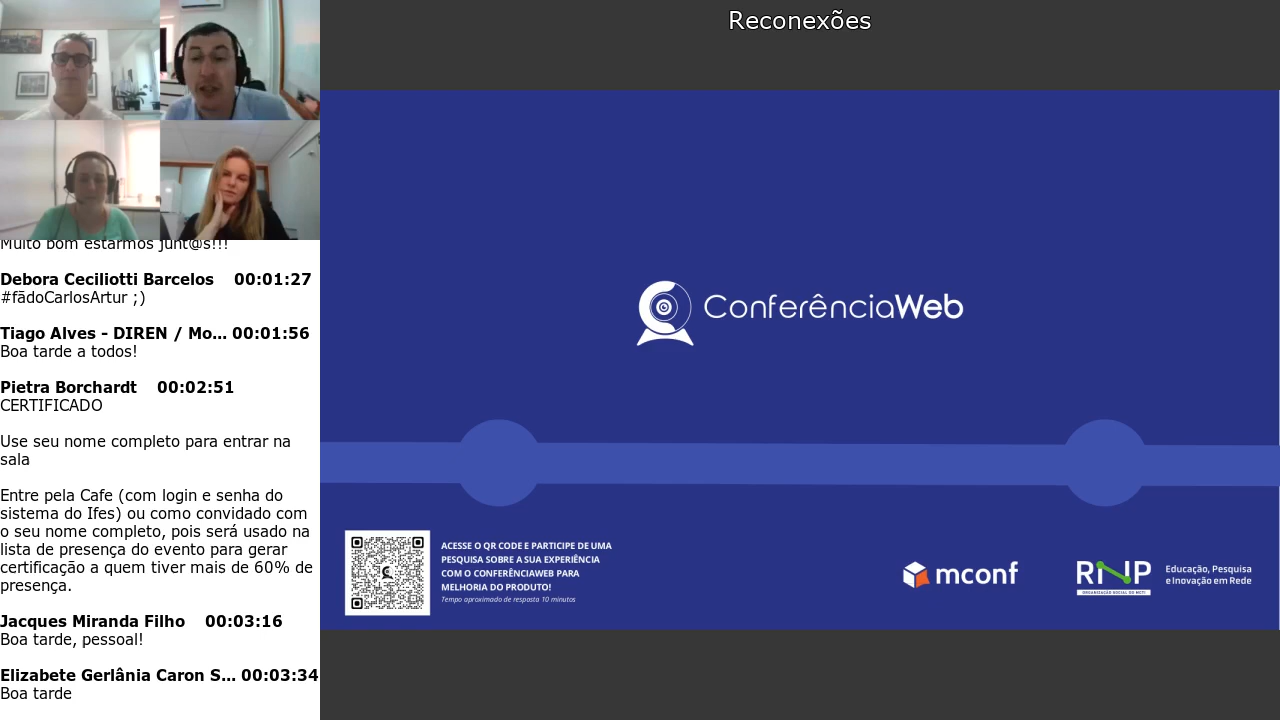 Reconexões
Muito bom estarmos junt@s!!!
Debora Ceciliotti Barcelos 00:01:27
#fãdoCarlosArtur ;)
Tiago Alves - DIREN / Mo... 00:01:56
Boa tarde a todos!
Pietra Borchardt 00:02:51
CERTIFICADO
Use seu nome completo para entrar na
sala
Entre pela Cafe (com login e senha do
sistema do Ifes) ou como convidado com
o seu nome completo, pois será usado na
lista de presença do evento para gerar
certificação a quem tiver mais de 60% de
presença.
Jacques Miranda Filho 00:03:16
Boa tarde, pessoal!
Elizabete Gerlânia Caron S... 00:03:34
Boa tarde
ConferênciaWeb
ACESSE O QR CODE E PARTICIPE DE UMA
PESQUISA SOBRE A SUA EXPERIÊNCIA
COM O CONFERÊNCIAWEB PARA
MELHORIA DO PRODUTO!
Tempo aproximado de resposta 10 minutos
mconf
RNP
ORGANIZAÇÃO SOCIAL DO MCTI
Educação, Pesquisa
e Inovação em Rede